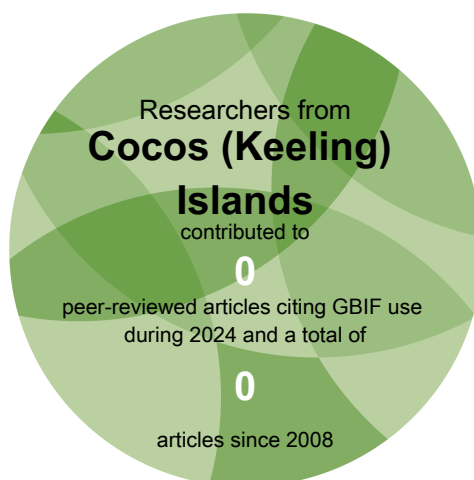 Researchers from
Cocos (Keeling)
Islands
contributed to
0
peer-reviewed articles citing GBIF use
during 2024 and a total of
0
articles since 2008